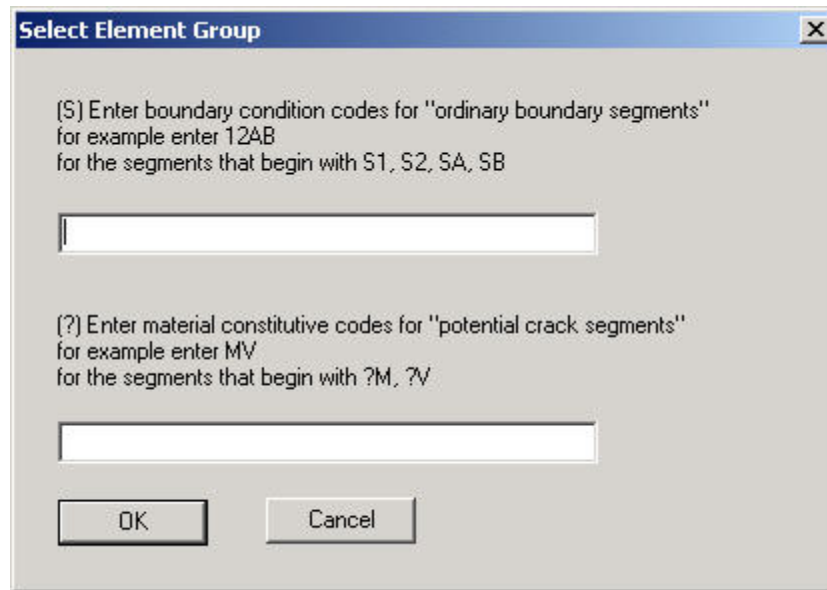 Select Element Group
(S) Enter boundary condition codes for "ordinary boundary segments"
for example enter 12AB
for the segments that begin with S1, S2, SA, SB
(?) Enter material constitutive codes for "potential crack segments"
for example enter MV
for the segments that begin with ?M, ?V
OK Cancel